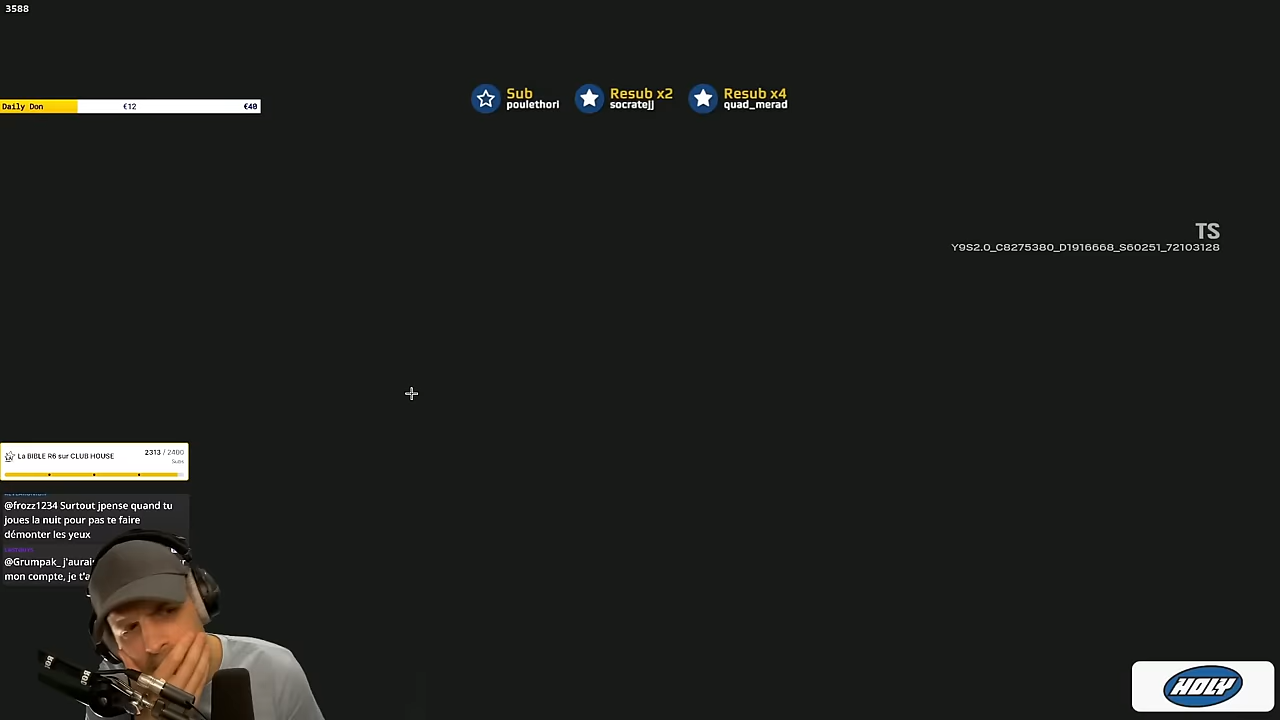 3588
Daily Don €12 €40
Sub
poulethori
Resub x2
socratejj
Resub x4
quad_merad
TS
Y9S2.0_C8275380_D1916668_S60251_72103128
La BIBLE R6 sur CLUB HOUSE
2313 / 2400
Subs
@frozz1234 Surtout jpense quand tu
joues la nuit pour pas te faire
démonter les yeux
@Grumpak_ j'aurais
mon compte, je t'a
HOLY